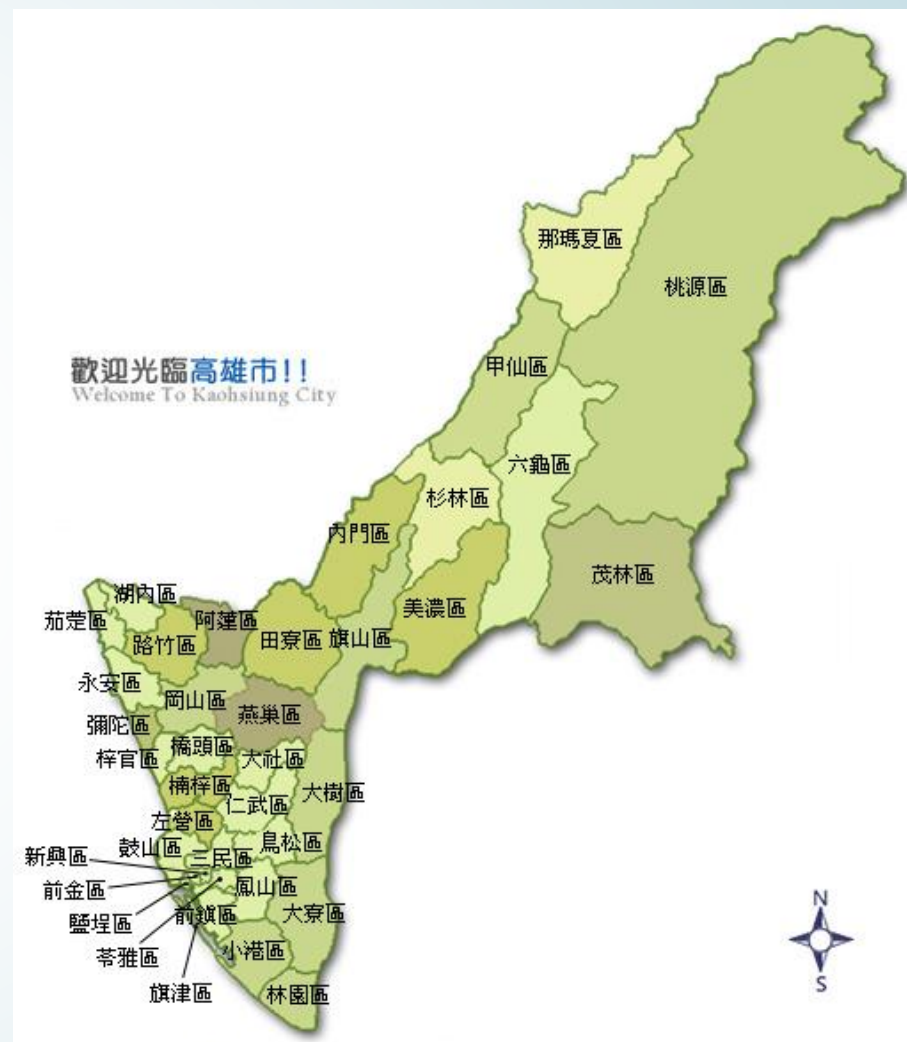 那瑪夏區
桃源區
甲仙區
歡迎光臨高雄市!!
Welcome To Kaohsiung City
六龜區
杉林區
內門區
茂林區
湖內區
美濃區
茄萣區
阿蓮區
路竹區
田寮區
旗山區
永安區
岡山區
燕巢區
彌陀區
橋頭區
梓官區
大社區
楠梓區
大樹區
仁武區
左營區
鼓山區
鳥松區
新興區
三民區
前金區
鳳山區
鹽埕區
前鎮區
大寮區
苓雅區
小港區
旗津區
林園區
N
S